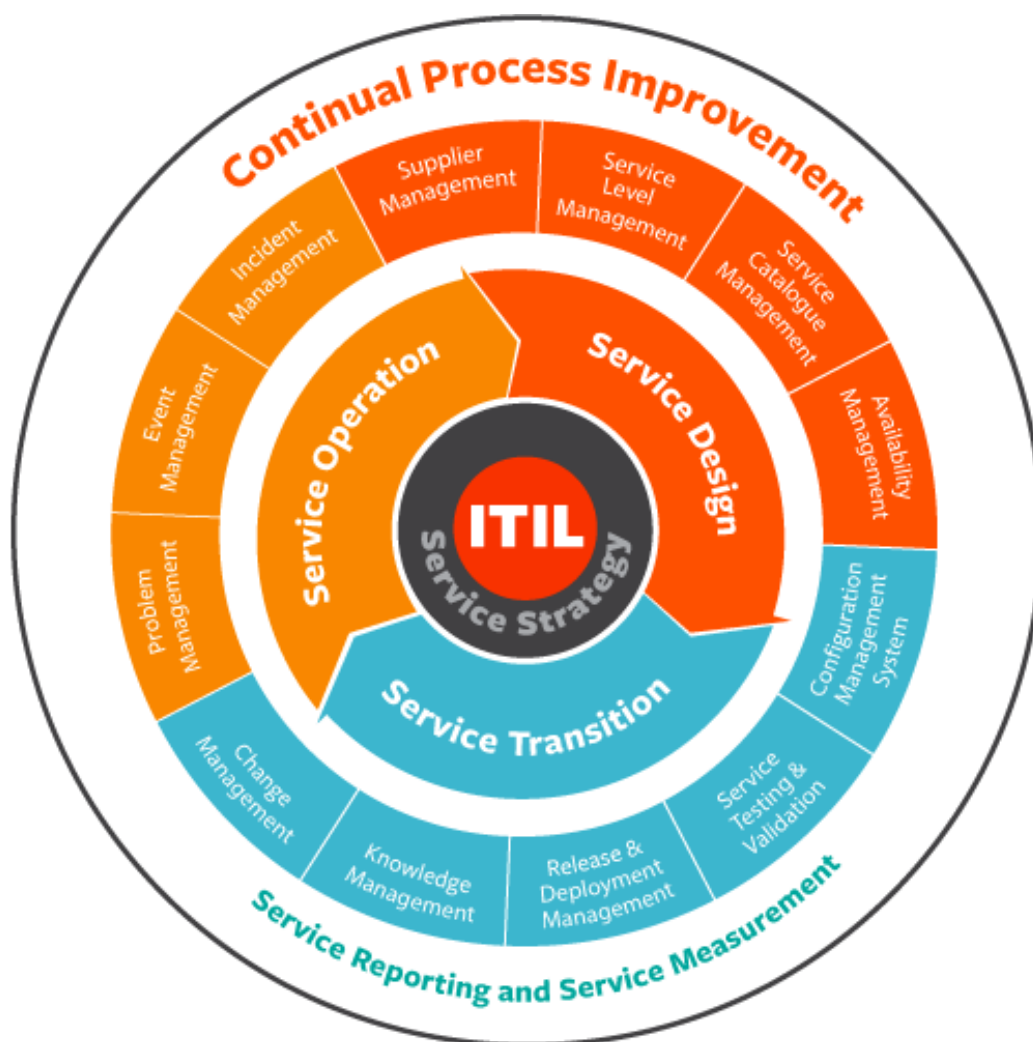 Continual Process Improvement
Supplier
Management
Service
Level
Management
Service
Catalogue
Management
Availability
Management
Configuration
Management
System
Service
Testing &
Validation
Release &
Deployment
Management
Knowledge
Management
Change
Management
Problem
Management
Event
Management
Incident
Management
Service Design
Service Transition
Service Operation
ITIL
Service Strategy
Service Reporting and Service Measurement